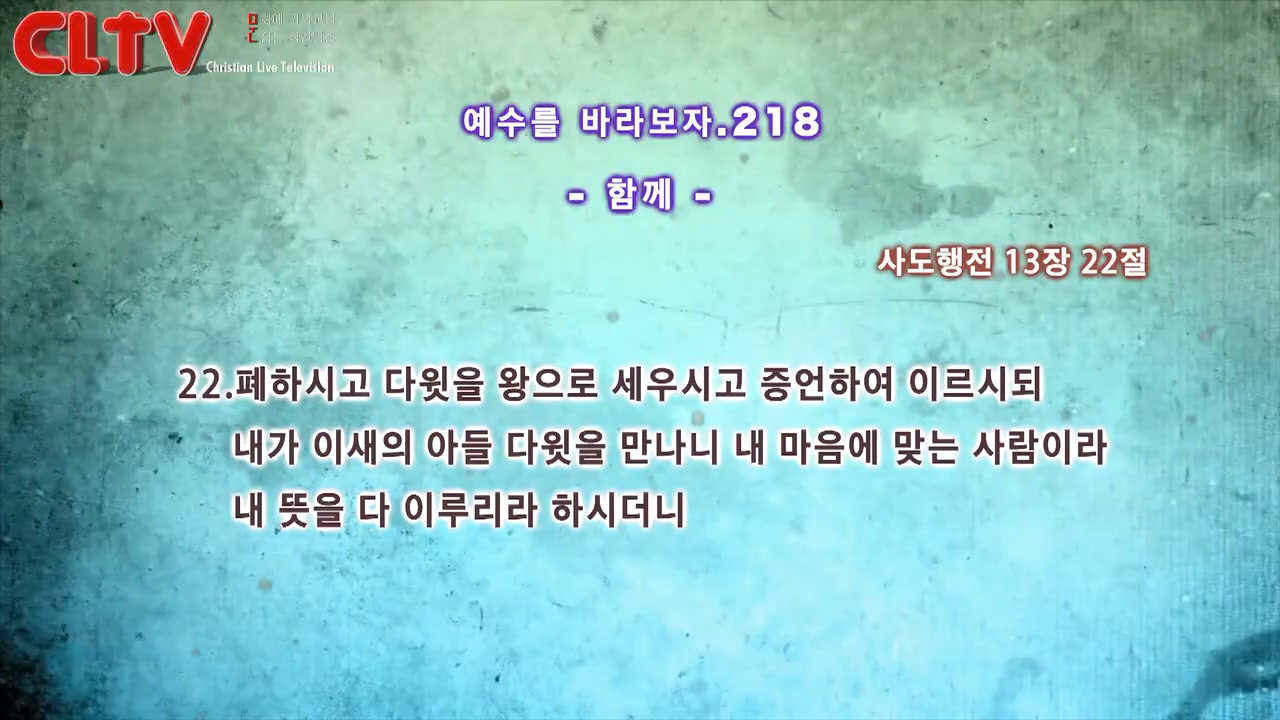 CLTV
Christian Live Television
예수를 바라보자.218
- 함께 -
사도행전 13장 22절
22.폐하시고 다윗을 왕으로 세우시고 증언하여 이르시되
내가 이새의 아들 다윗을 만나니 내 마음에 맞는 사람이라
내 뜻을 다 이루리라 하시더니